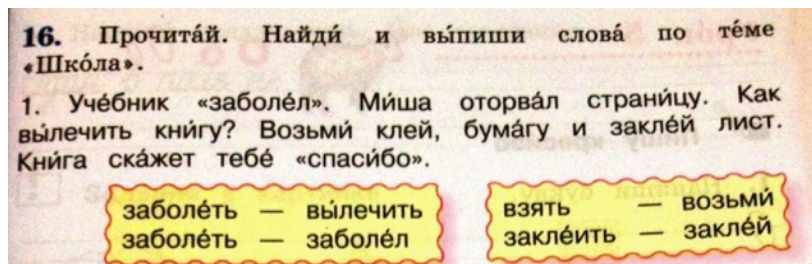 16. Прочита́й. Найди́ и вы́пиши слова́ по те́ме
«Шко́ла».
1. Уче́бник «заболе́л». Ми́ша оторва́л страни́цу. Как
вы́лечить кни́гу? Возьми́ клей, бума́гу и закле́й лист.
Кни́га ска́жет тебе́ «спаси́бо».
заболе́ть — вы́лечить
заболе́ть — заболе́л
взять — возьми́
закле́ить — закле́й